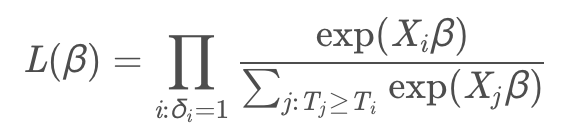 L(β) = ∏_{i:δ_i=1} exp(X_iβ) / ∑_{j:T_j≥T_i} exp(X_jβ)